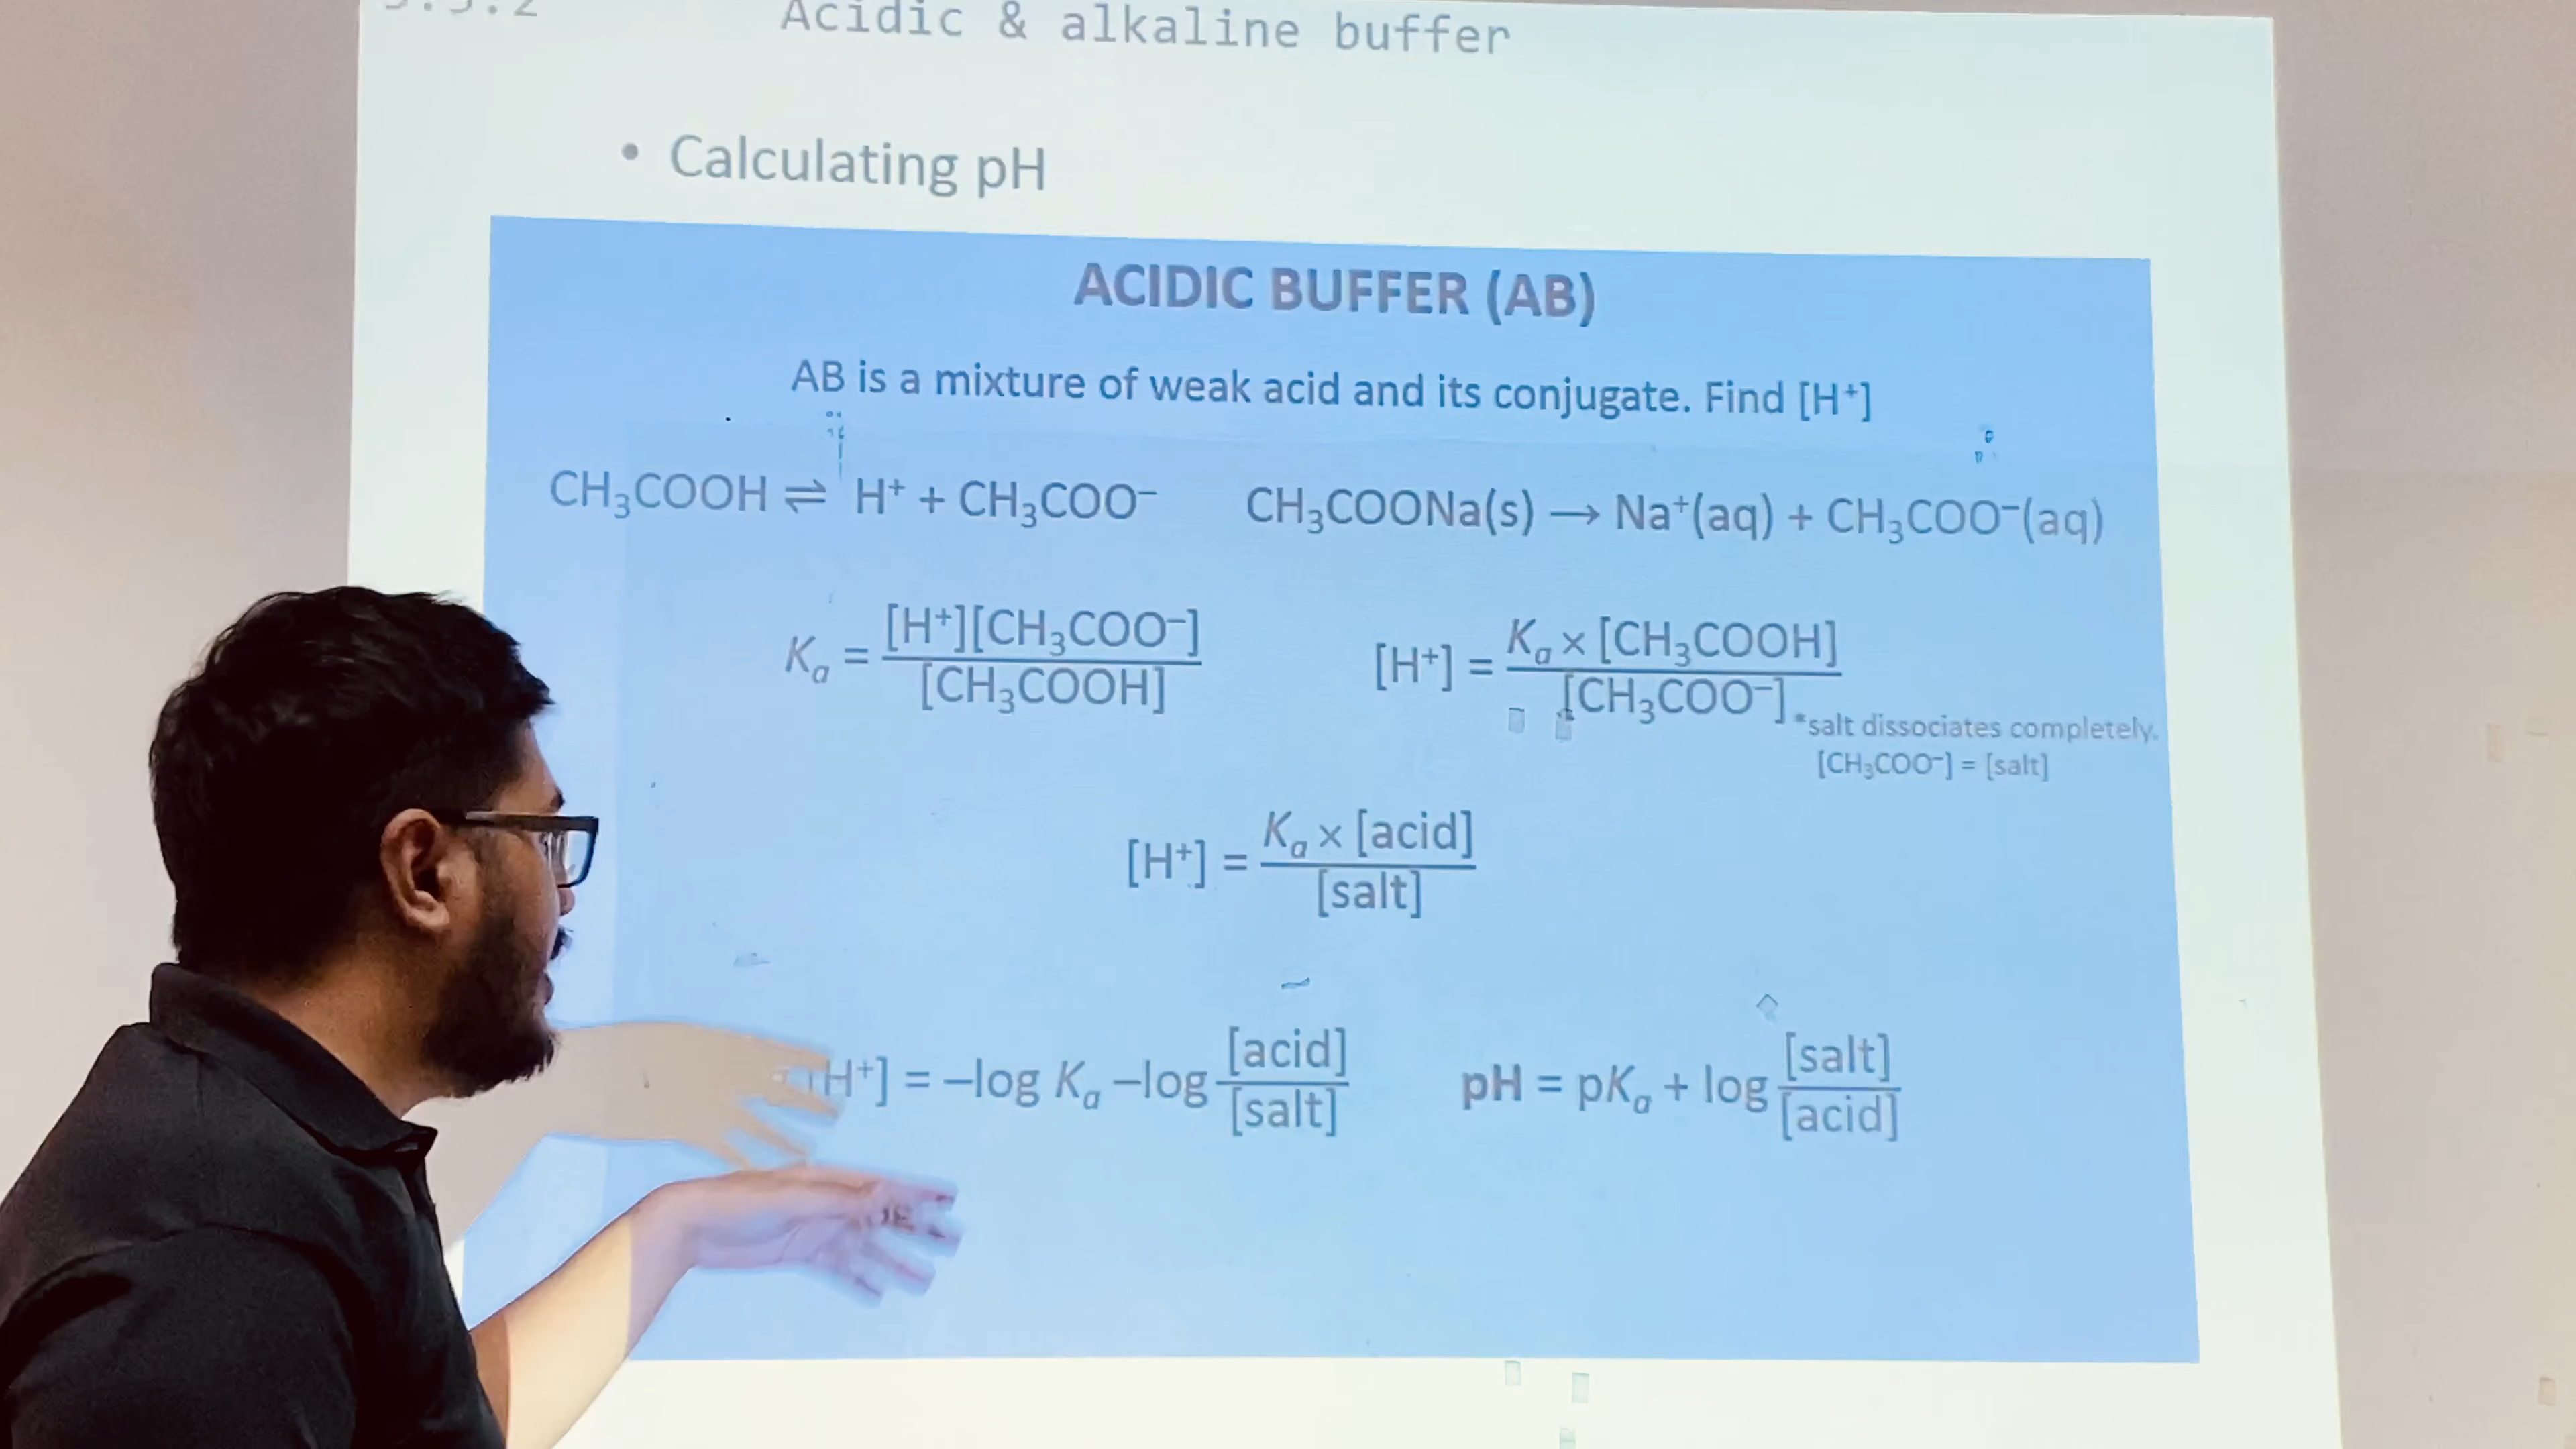 Acidic & alkaline buffer
• Calculating pH
ACIDIC BUFFER (AB)
AB is a mixture of weak acid and its conjugate. Find [H⁺]
CH₃COOH ⇌ H⁺ + CH₃COO⁻ CH₃COONa(s) → Na⁺(aq) + CH₃COO⁻(aq)
Kₐ = [H⁺][CH₃COO⁻] / [CH₃COOH] [H⁺] = Kₐ × [CH₃COOH] / [CH₃COO⁻]
*salt dissociates completely.
[CH₃COO⁻] = [salt]
[H⁺] = Kₐ × [acid] / [salt]
H⁺] = –log Kₐ –log [acid] / [salt] pH = pKₐ + log [salt] / [acid]